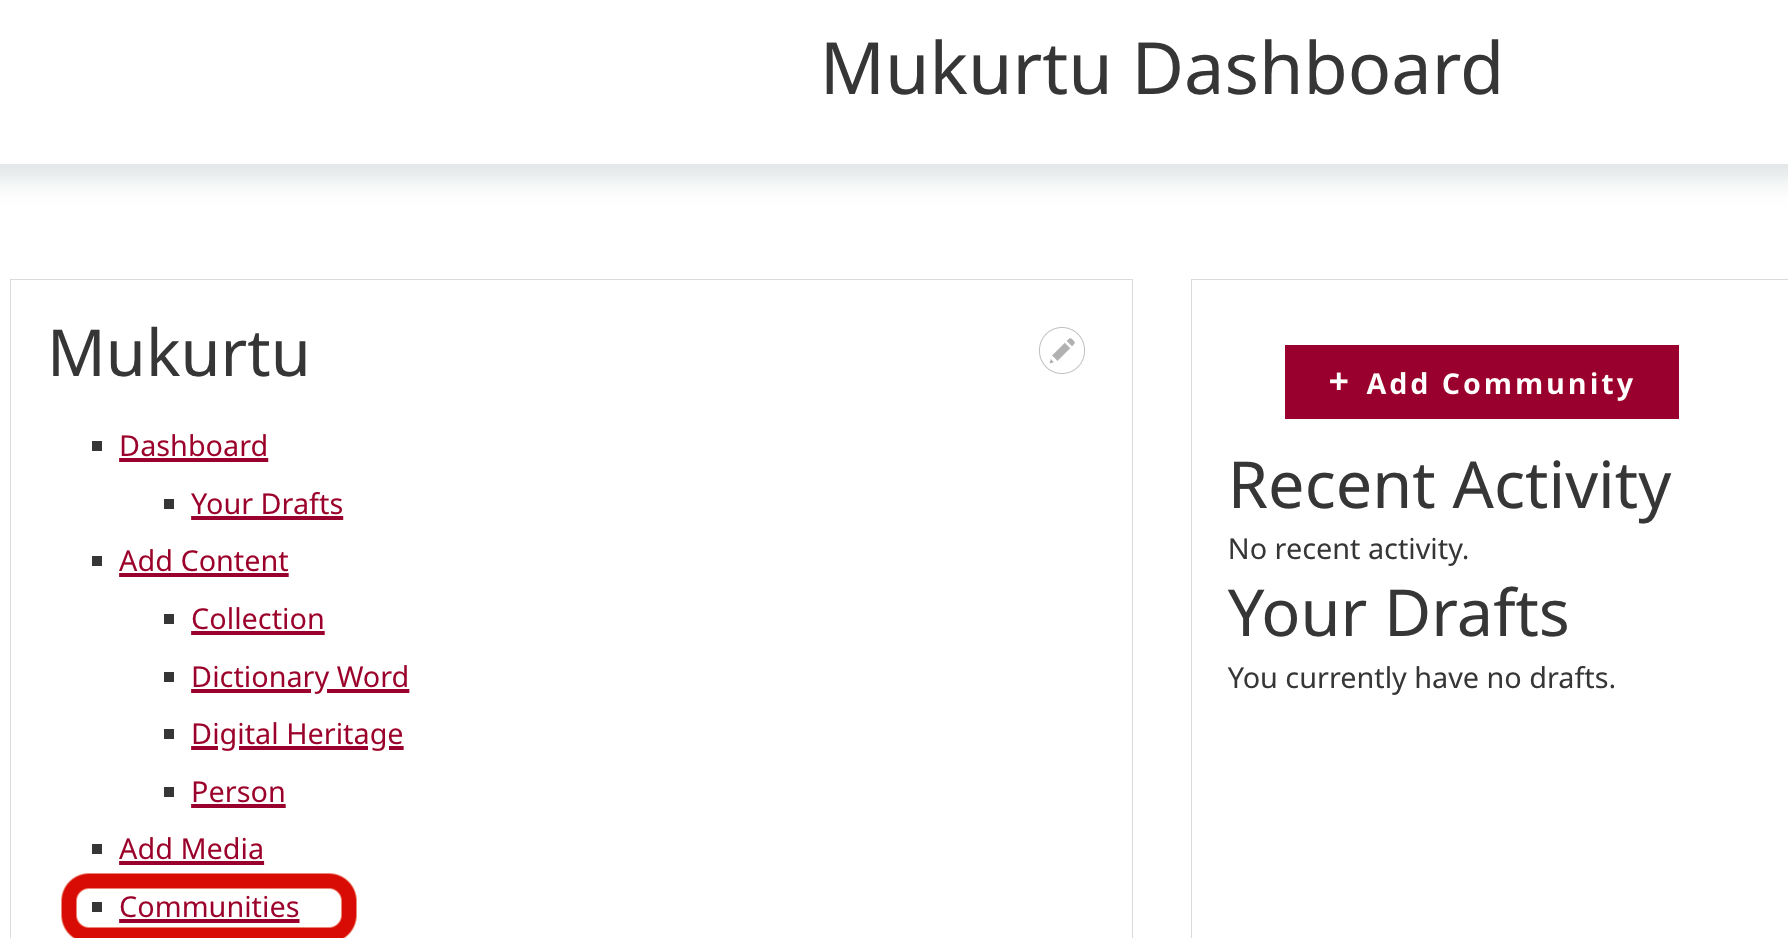 Mukurtu Dashboard
Mukurtu
Dashboard
Your Drafts
Add Content
Collection
Dictionary Word
Digital Heritage
Person
Add Media
Communities
+ Add Community
Recent Activity
No recent activity.
Your Drafts
You currently have no drafts.